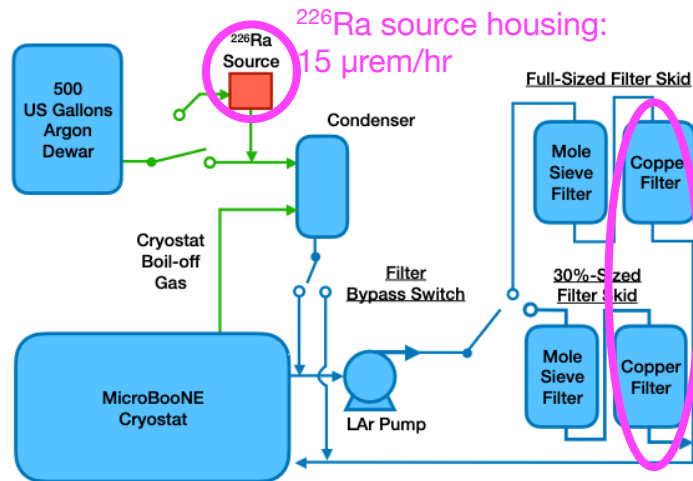 ²²⁶Ra source housing:
15 μrem/hr
²²⁶Ra
Source
500
US Gallons
Argon
Dewar
Condenser
Full-Sized Filter Skid
Mole
Sieve
Filter
Coppe
Filter
Cryostat
Boil-off
Gas
Filter
Bypass Switch
30%-Sized
Filter Skid
Mole
Sieve
Filter
Copper
Filter
MicroBooNE
Cryostat
LAr Pump